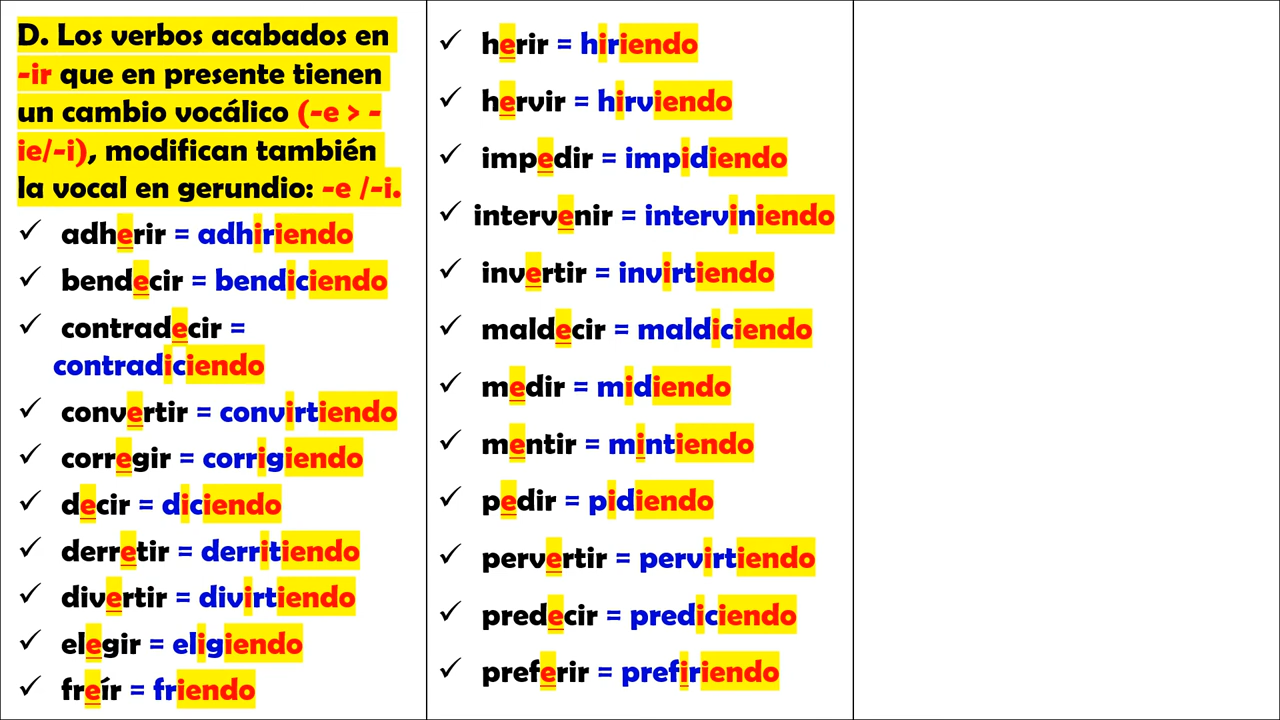 D. Los verbos acabados en
-ir que en presente tienen
un cambio vocálico (-e > -
ie/-i), modifican también
la vocal en gerundio: -e /-i.
✓ adherir = adhiriendo
✓ bendecir = bendiciendo
✓ contradecir =
contradiciendo
✓ convertir = convirtiendo
✓ corregir = corrigiendo
✓ decir = diciendo
✓ derretir = derritiendo
✓ divertir = divirtiendo
✓ elegir = eligiendo
✓ freír = friendo
✓ herir = hiriendo
✓ hervir = hirviendo
✓ impedir = impidiendo
✓ intervenir = interviniendo
✓ invertir = invirtiendo
✓ maldecir = maldiciendo
✓ medir = midiendo
✓ mentir = mintiendo
✓ pedir = pidiendo
✓ pervertir = pervirtiendo
✓ predecir = prediciendo
✓ preferir = prefiriendo